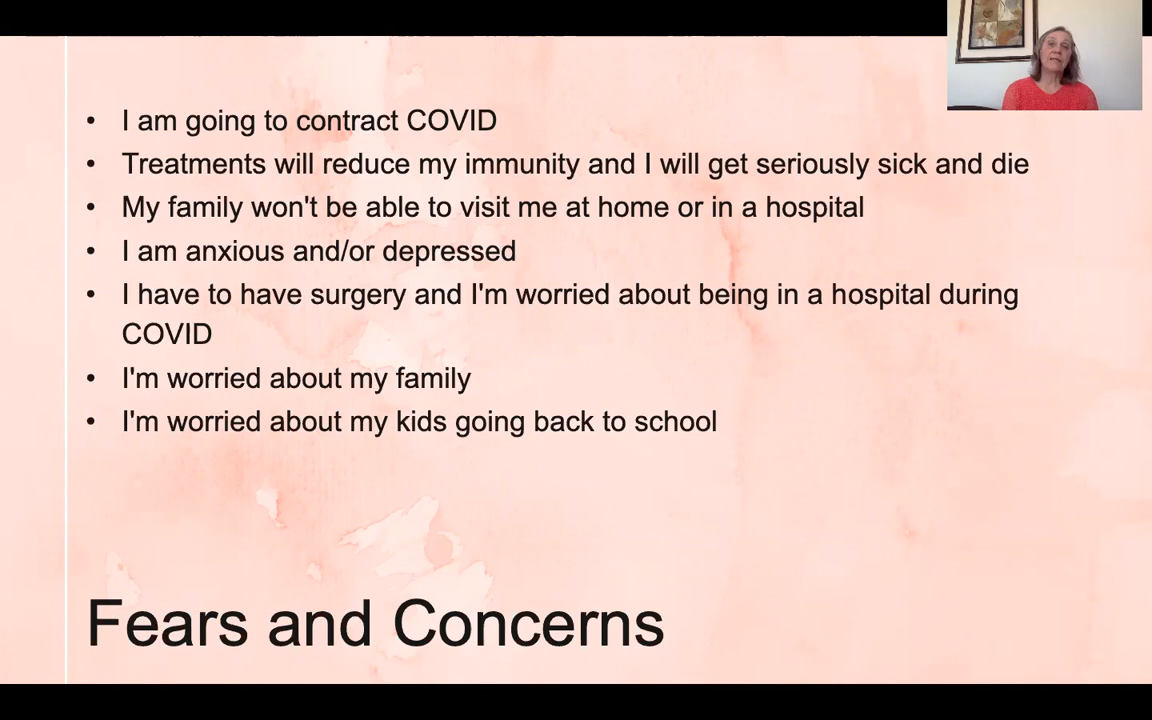 • I am going to contract COVID
• Treatments will reduce my immunity and I will get seriously sick and die
• My family won't be able to visit me at home or in a hospital
• I am anxious and/or depressed
• I have to have surgery and I'm worried about being in a hospital during
COVID
• I'm worried about my family
• I'm worried about my kids going back to school
Fears and Concerns